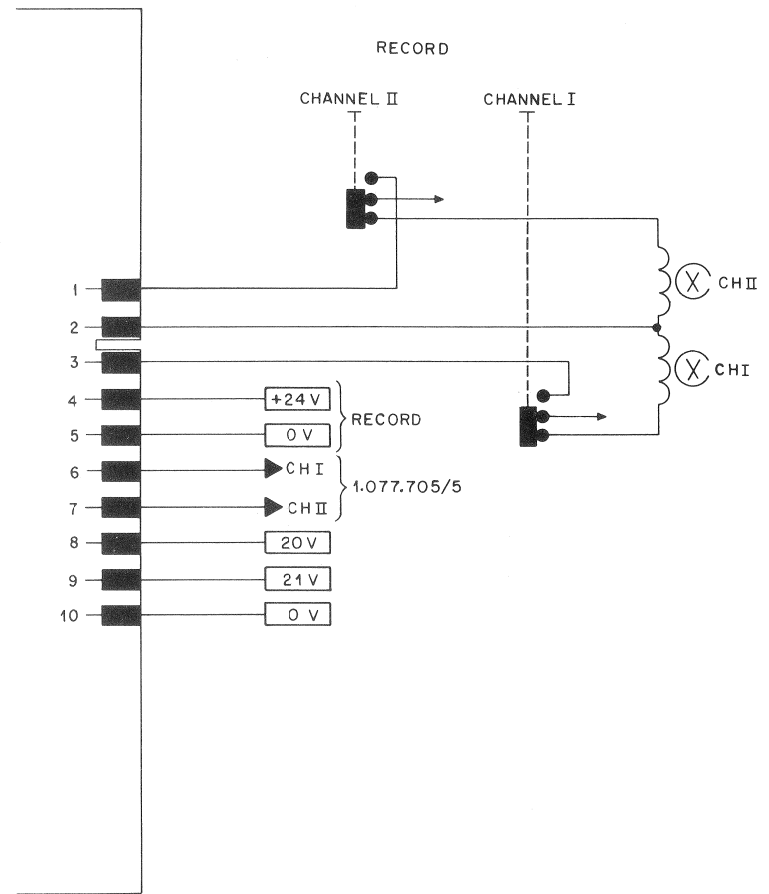 RECORD
CHANNEL II
CHANNEL I
1
CH II
2
3
CH I
4
+24 V
5
0 V
RECORD
6
CH I
7
CH II
1.077.705/5
8
20 V
9
21 V
10
0 V